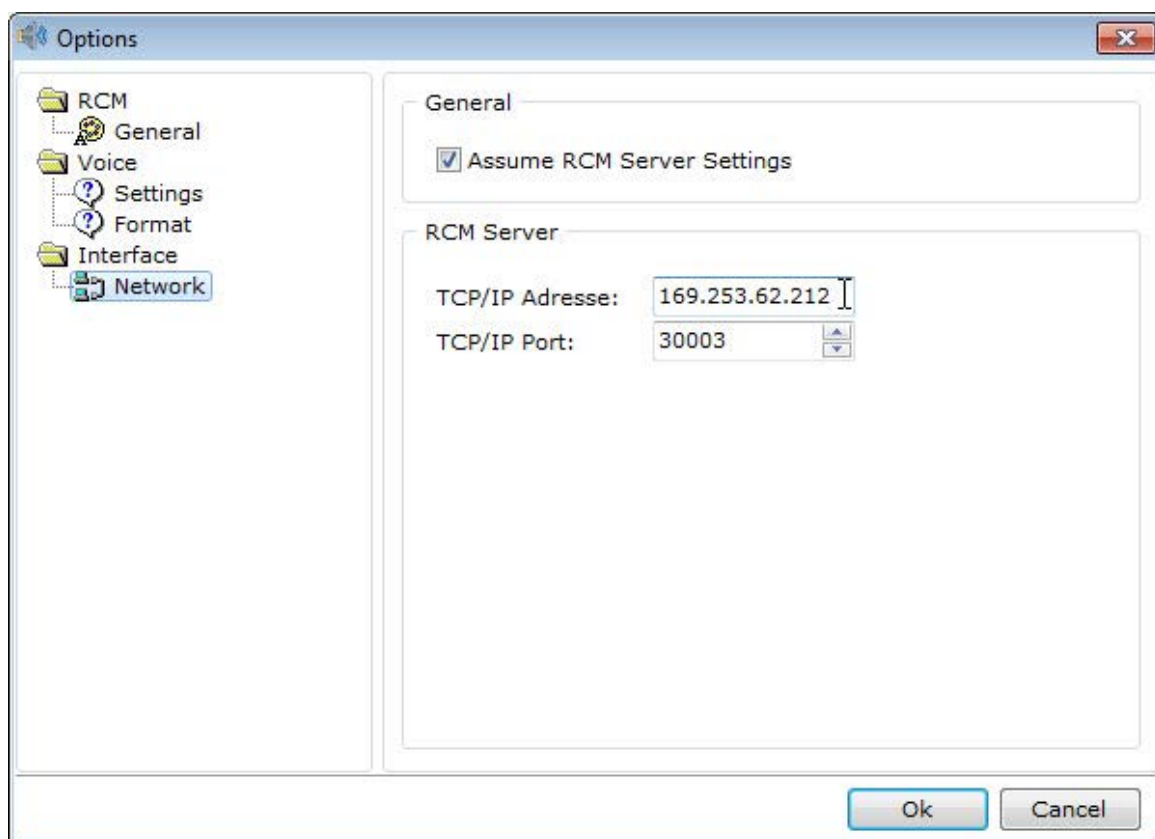 Options
RCM
General
Voice
Settings
Format
Interface
Network
General
Assume RCM Server Settings
RCM Server
TCP/IP Adresse: 169.253.62.212
TCP/IP Port: 30003
Ok Cancel